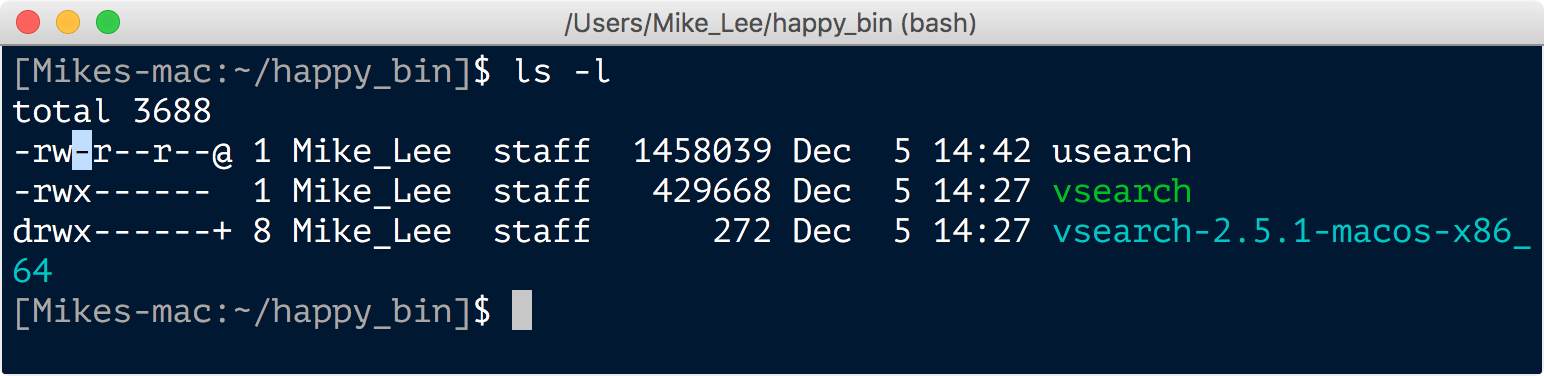 /Users/Mike_Lee/happy_bin (bash)
[Mikes-mac:~/happy_bin]$ ls -l
total 3688
-rw-r--r--@ 1 Mike_Lee  staff  1458039 Dec  5 14:42 usearch
-rwx------  1 Mike_Lee  staff   429668 Dec  5 14:27 vsearch
drwx------+ 8 Mike_Lee  staff      272 Dec  5 14:27 vsearch-2.5.1-macos-x86_
64
[Mikes-mac:~/happy_bin]$